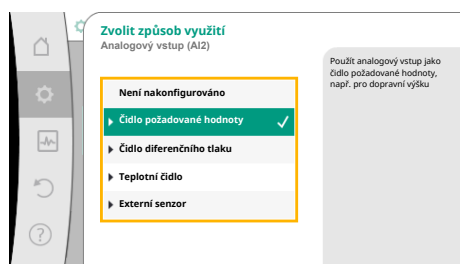 Zvolit způsob využití
Analogový vstup (AI2)
Není nakonfigurováno
Čidlo požadované hodnoty
Čidlo diferenčního tlaku
Teplotní čidlo
Externí senzor
Použít analogový vstup jako
čidlo požadované hodnoty,
např. pro dopravní výšku
?